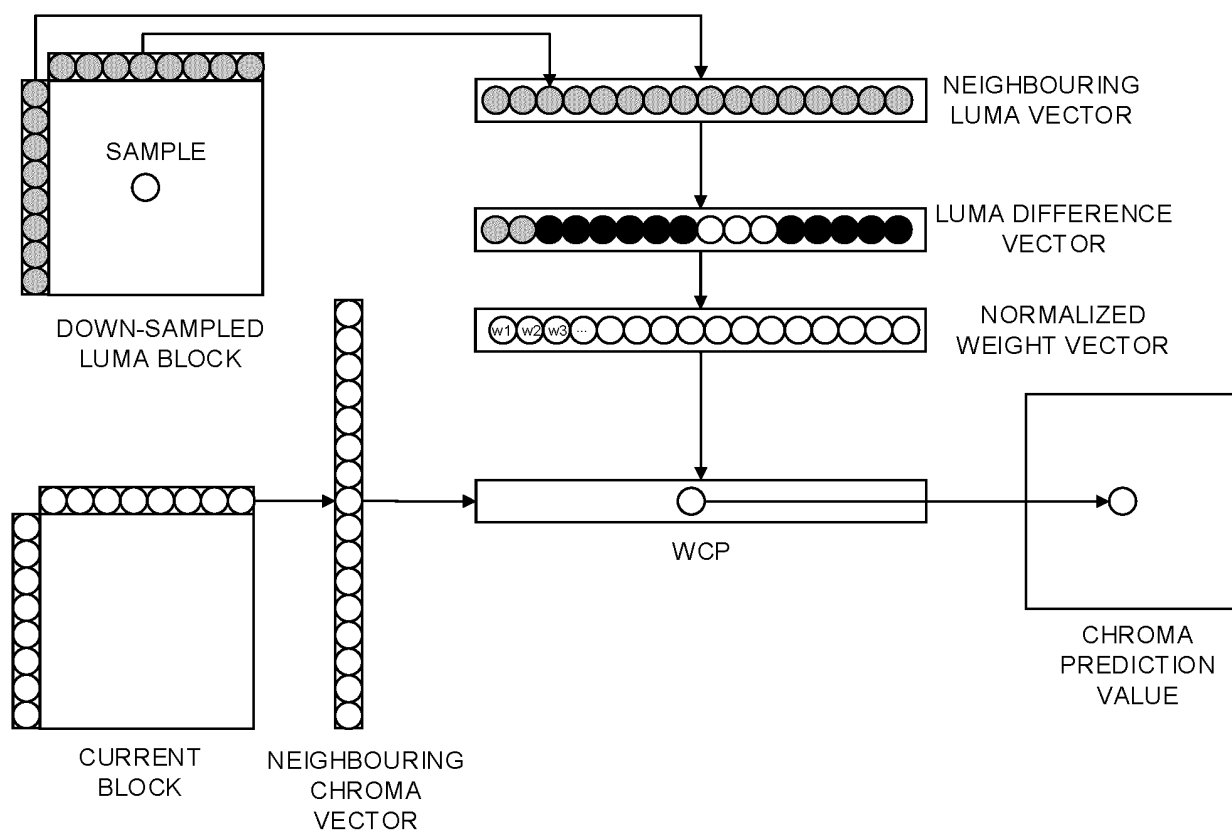 NEIGHBOURING
LUMA VECTOR
SAMPLE
LUMA DIFFERENCE
VECTOR
DOWN-SAMPLED
LUMA BLOCK
w1 w2 w3 ...
NORMALIZED
WEIGHT VECTOR
WCP
CHROMA
PREDICTION
VALUE
CURRENT
BLOCK
NEIGHBOURING
CHROMA
VECTOR